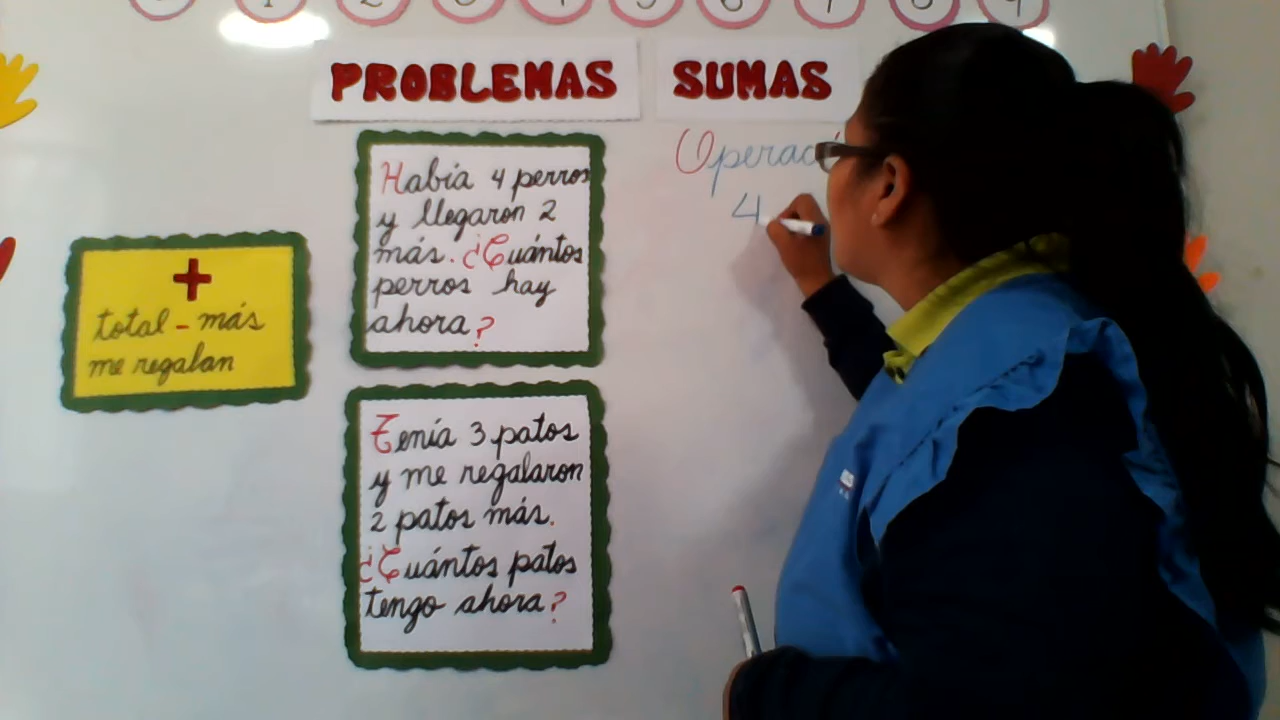 PROBLEMAS
SUMAS
+
total - más
me regalan
Había 4 perros
y llegaron 2
más. ¿Cuántos
perros hay
ahora?
Tenía 3 patos
y me regalaron
2 patos más.
¿Cuántos patos
tengo ahora?
Operac
4